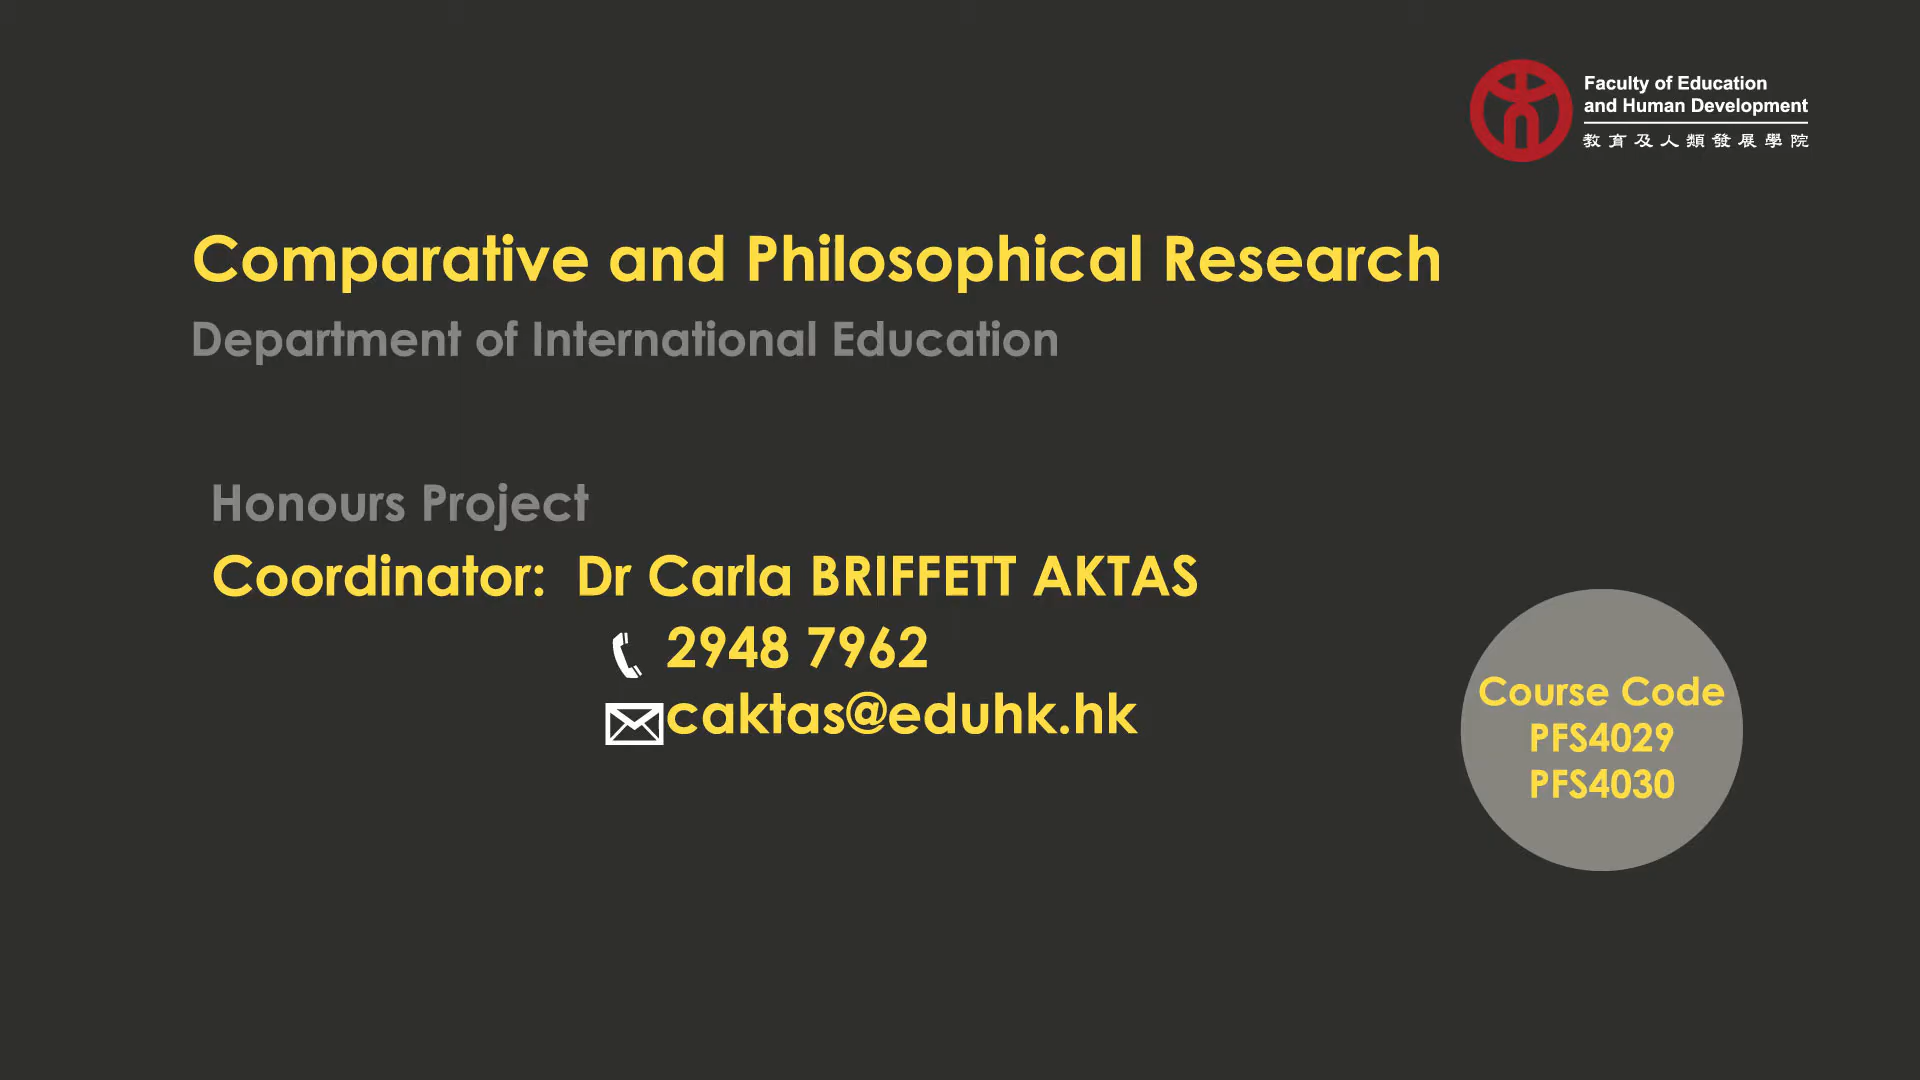 Faculty of Education
and Human Development
教育及人類發展學院
Comparative and Philosophical Research
Department of International Education
Honours Project
Coordinator: Dr Carla BRIFFETT AKTAS
2948 7962
caktas@eduhk.hk
Course Code
PFS4029
PFS4030